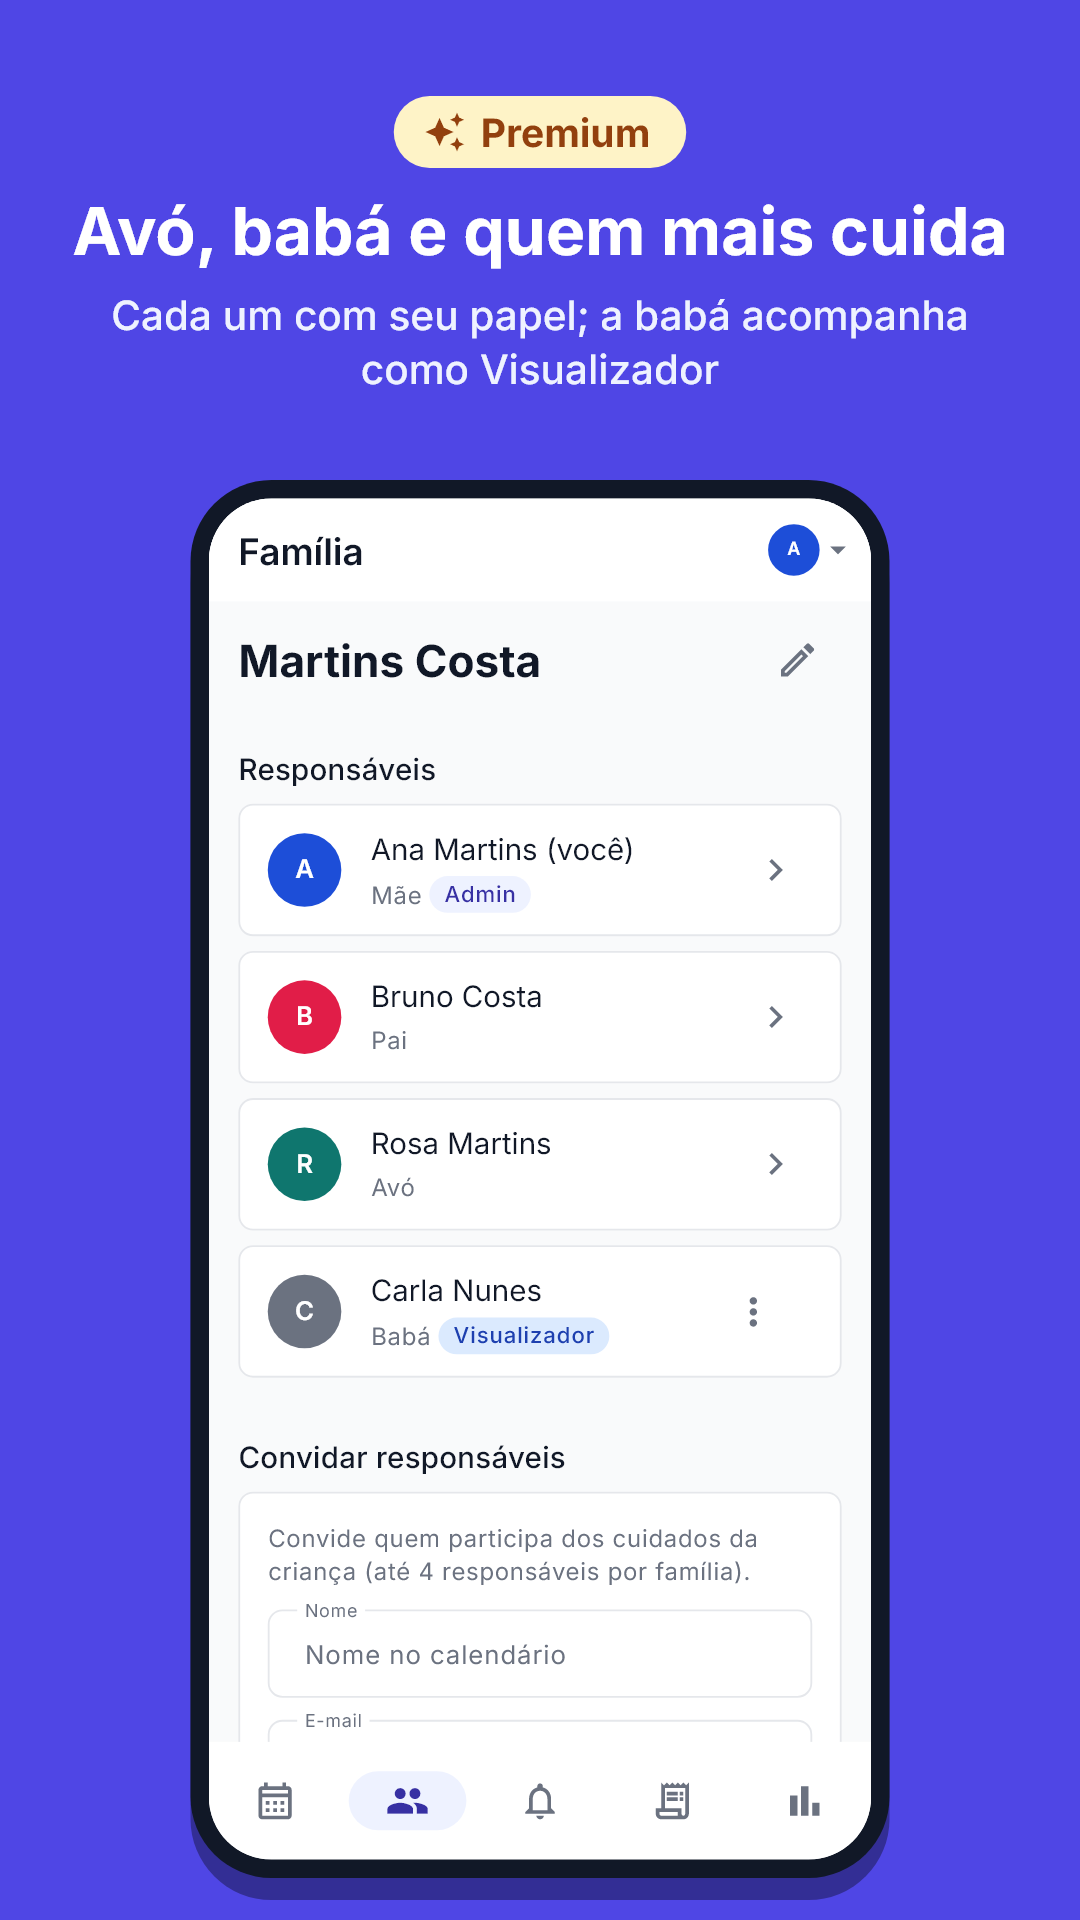 Premium
Avó, babá e quem mais cuida
Cada um com seu papel; a babá acompanha
como Visualizador
Família
A
Martins Costa
Responsáveis
A
Ana Martins (você)
Mãe Admin
B
Bruno Costa
Pai
R
Rosa Martins
Avó
C
Carla Nunes
Babá Visualizador
Convidar responsáveis
Convide quem participa dos cuidados da
criança (até 4 responsáveis por família).
Nome
Nome no calendário
E-mail